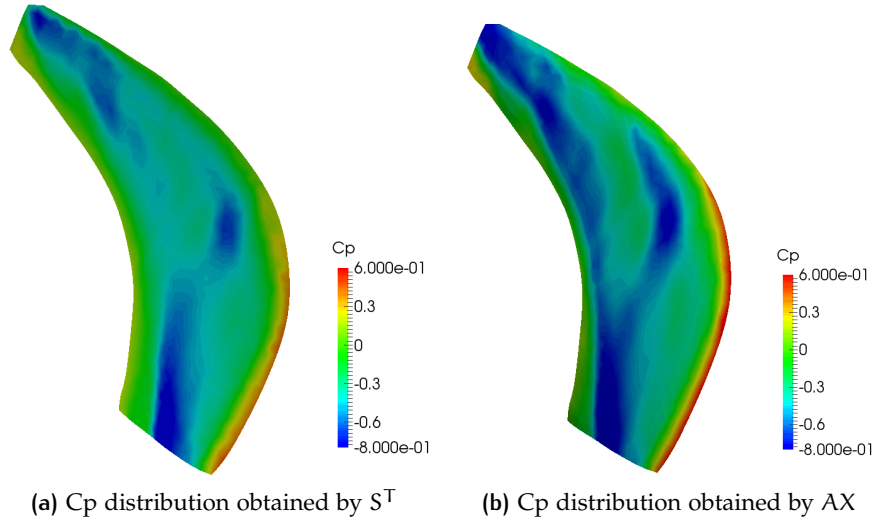 Cp
6.000e-01
0.3
0
-0.3
-0.6
-8.000e-01
Cp
6.000e-01
0.3
0
-0.3
-0.6
-8.000e-01
(a) Cp distribution obtained by Sᵀ
(b) Cp distribution obtained by AX